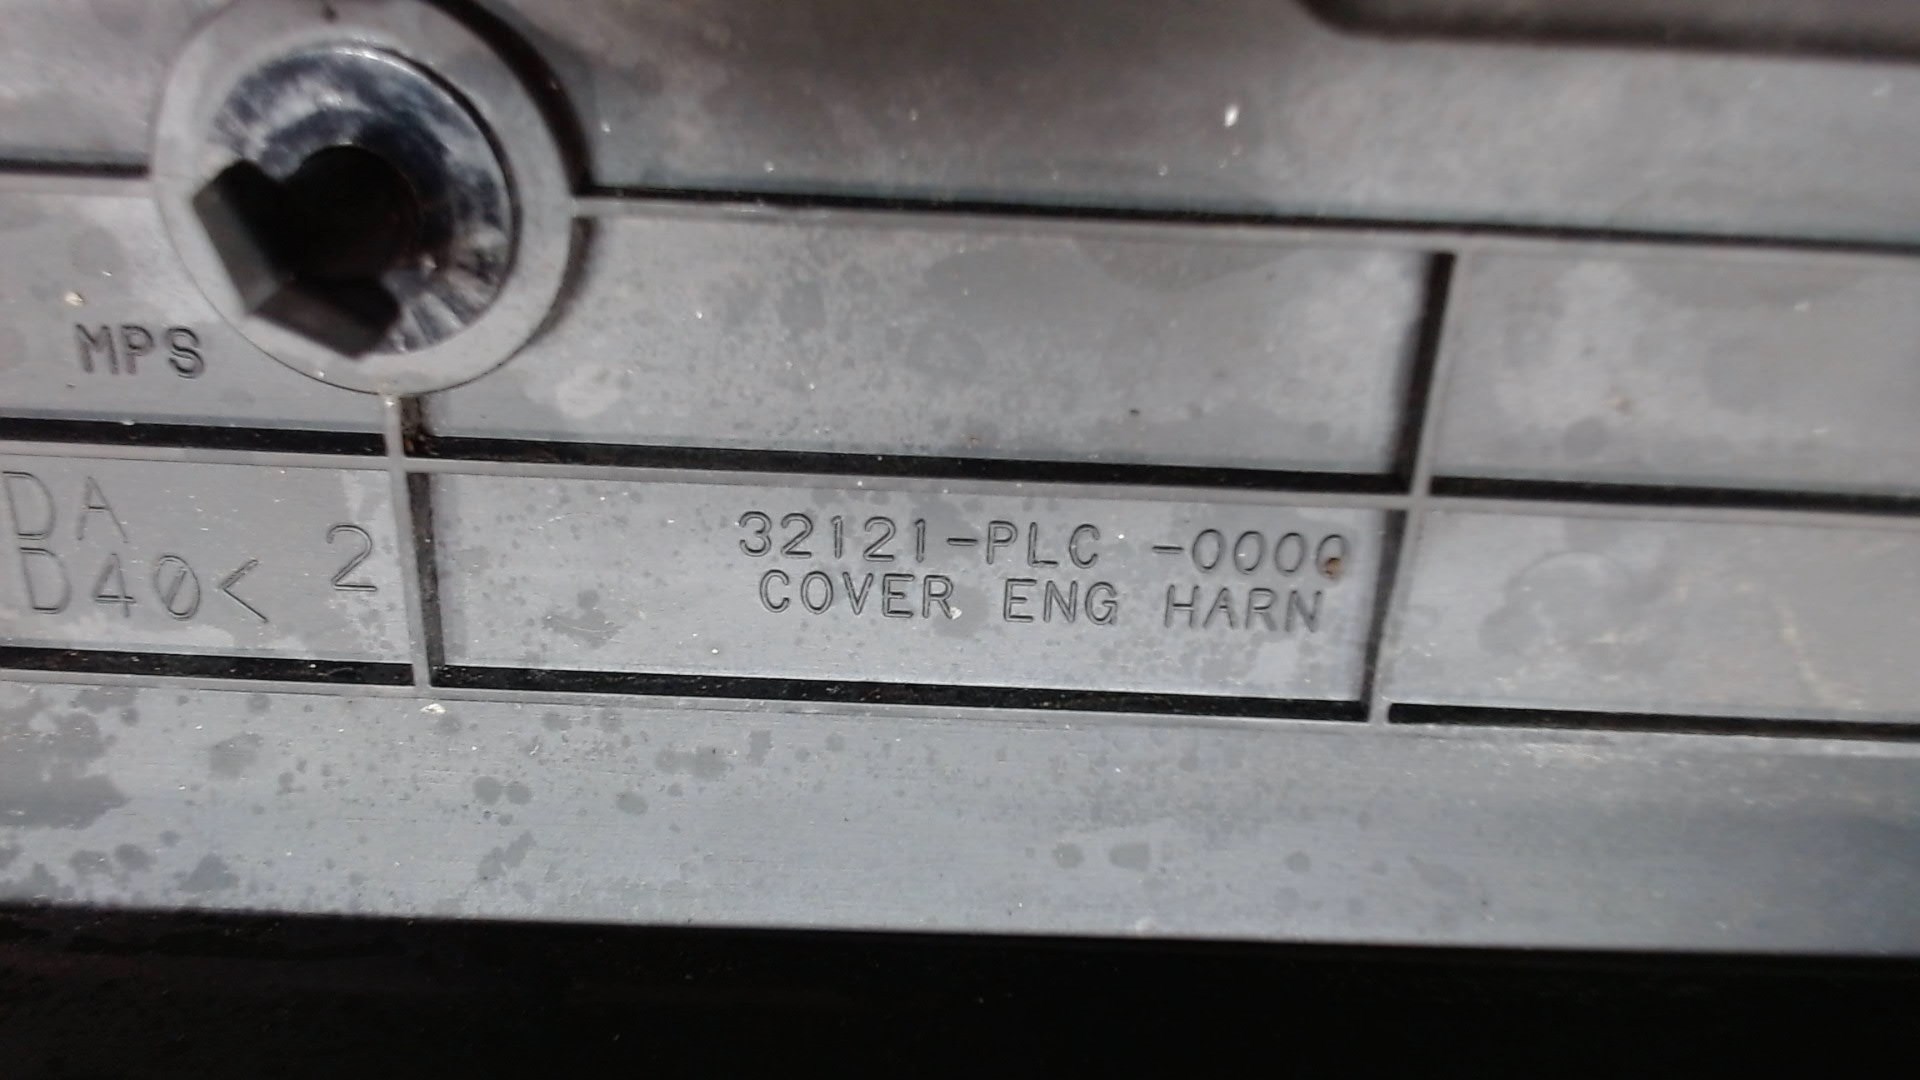 MPS
DA
D40< 2
32121-PLC -0000
COVER ENG HARN